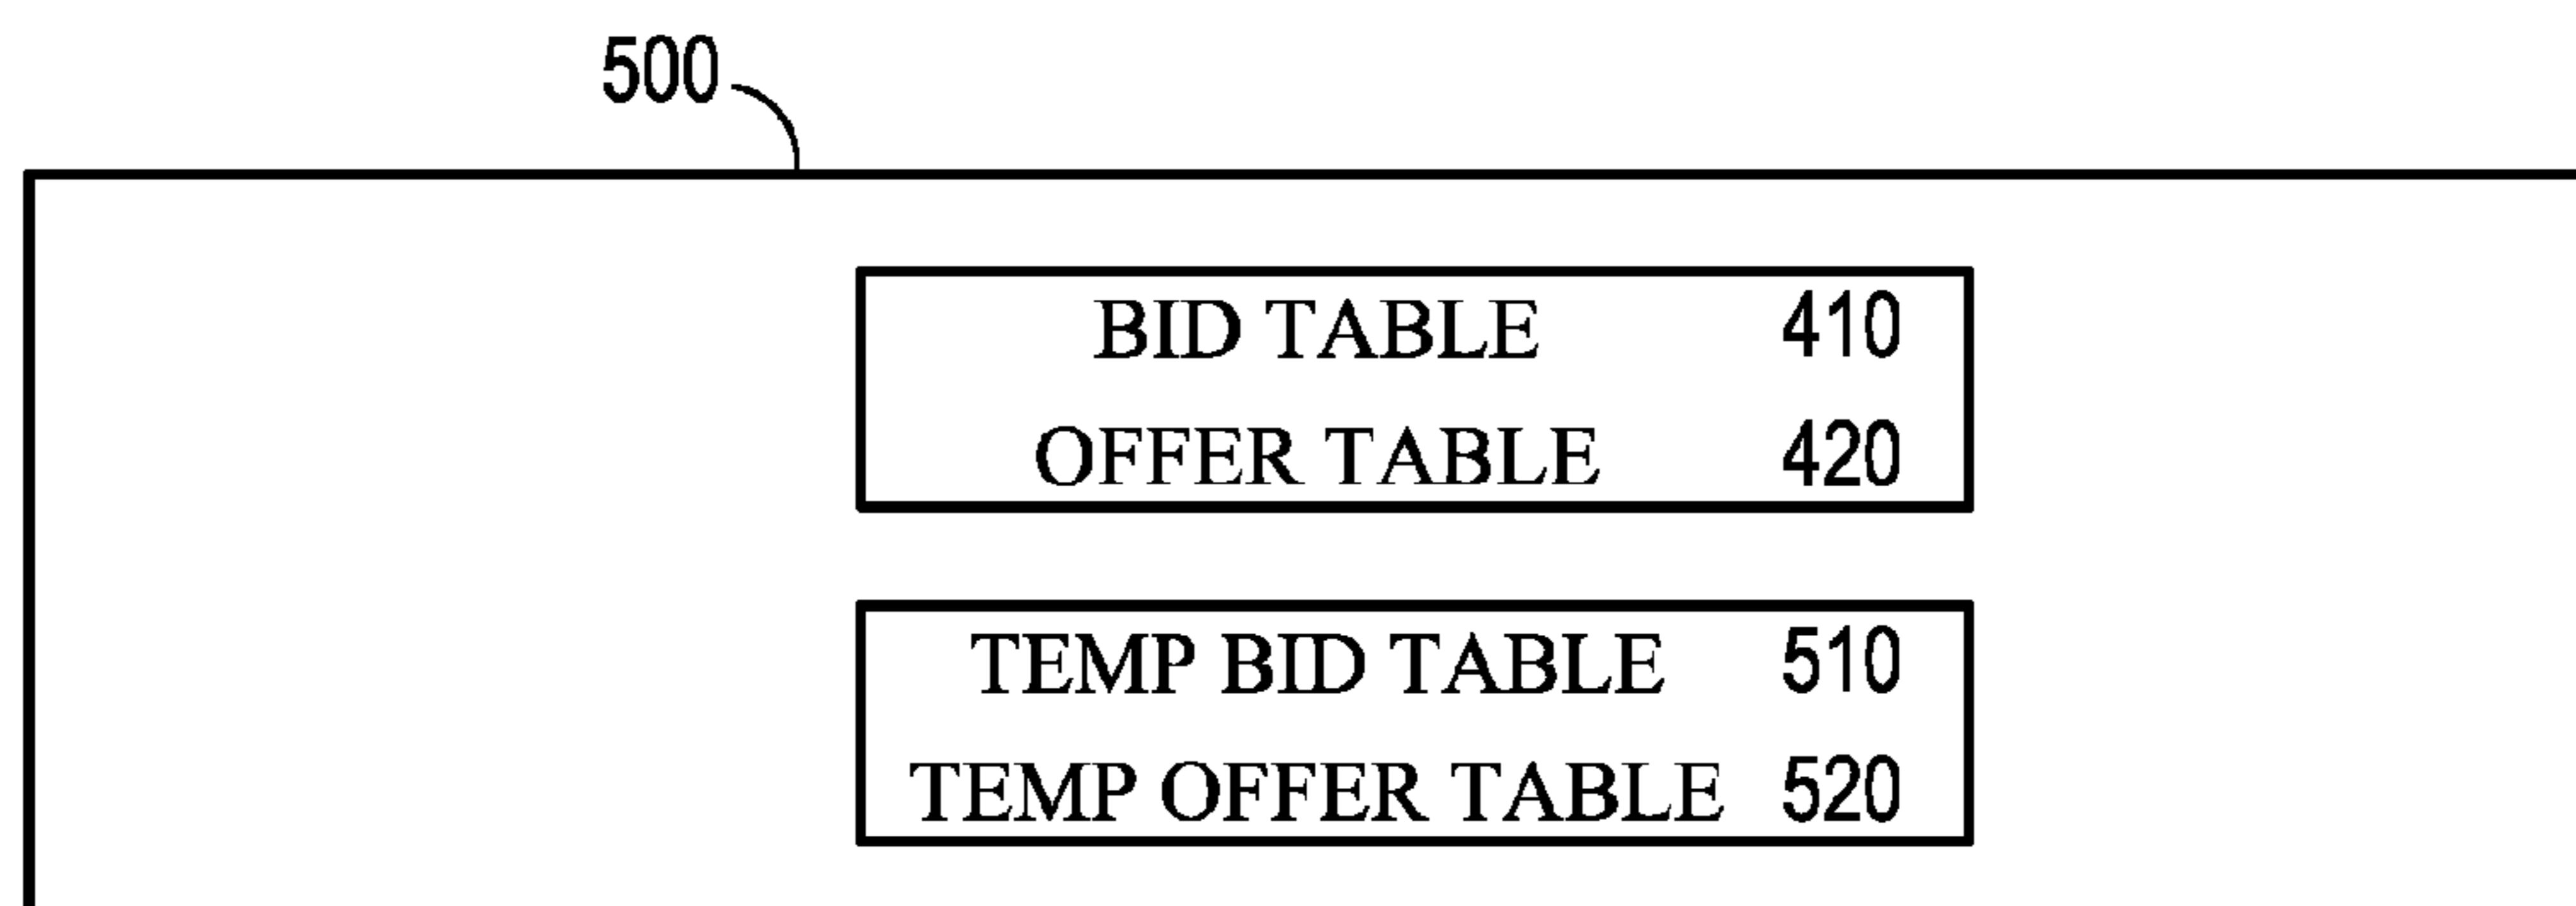 500
BID TABLE 410
OFFER TABLE 420
TEMP BID TABLE 510
TEMP OFFER TABLE 520